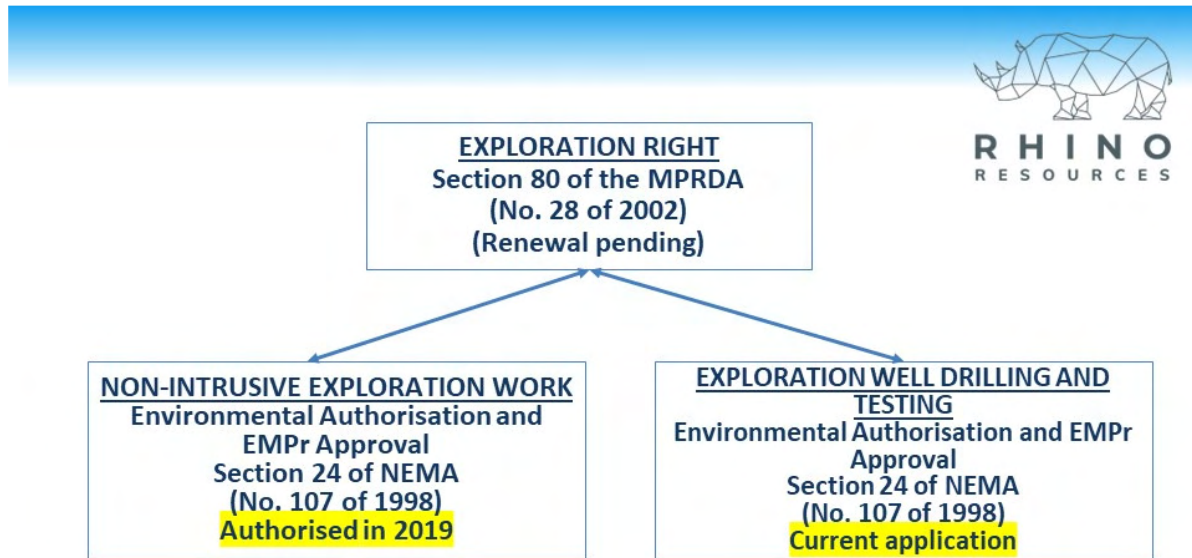 RHINO
RESOURCES
EXPLORATION RIGHT
Section 80 of the MPRDA
(No. 28 of 2002)
(Renewal pending)
NON-INTRUSIVE EXPLORATION WORK
Environmental Authorisation and
EMPr Approval
Section 24 of NEMA
(No. 107 of 1998)
Authorised in 2019
EXPLORATION WELL DRILLING AND
TESTING
Environmental Authorisation and EMPr
Approval
Section 24 of NEMA
(No. 107 of 1998)
Current application